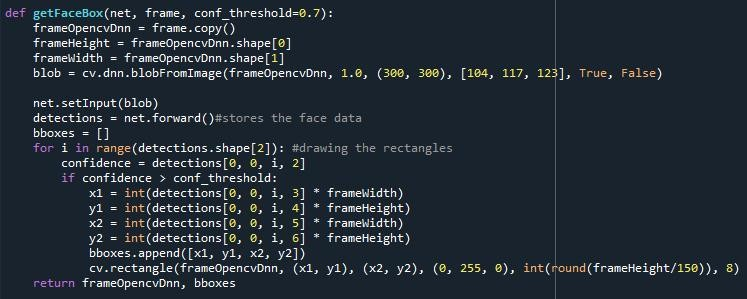 def getFaceBox(net, frame, conf_threshold=0.7):
    frameOpencvDnn = frame.copy()
    frameHeight = frameOpencvDnn.shape[0]
    frameWidth = frameOpencvDnn.shape[1]
    blob = cv.dnn.blobFromImage(frameOpencvDnn, 1.0, (300, 300), [104, 117, 123], True, False)

    net.setInput(blob)
    detections = net.forward()#stores the face data
    bboxes = []
    for i in range(detections.shape[2]): #drawing the rectangles
        confidence = detections[0, 0, i, 2]
        if confidence > conf_threshold:
            x1 = int(detections[0, 0, i, 3] * frameWidth)
            y1 = int(detections[0, 0, i, 4] * frameHeight)
            x2 = int(detections[0, 0, i, 5] * frameWidth)
            y2 = int(detections[0, 0, i, 6] * frameHeight)
            bboxes.append([x1, y1, x2, y2])
            cv.rectangle(frameOpencvDnn, (x1, y1), (x2, y2), (0, 255, 0), int(round(frameHeight/150)), 8)
    return frameOpencvDnn, bboxes